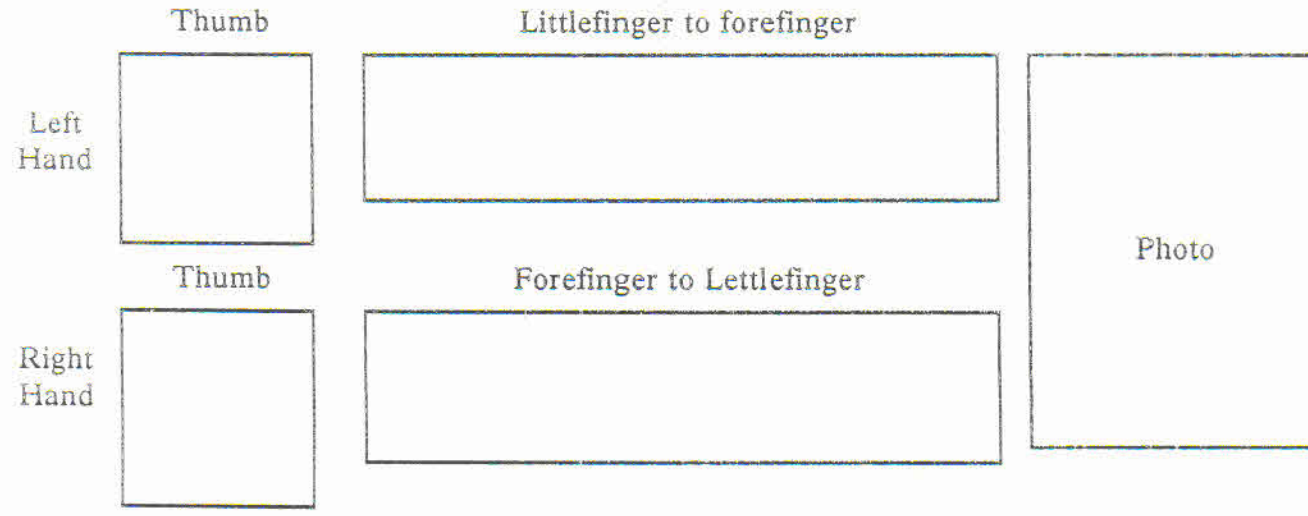 Thumb
Littlefinger to forefinger
Left
Hand
Photo
Thumb
Forefinger to Lettlefinger
Right
Hand